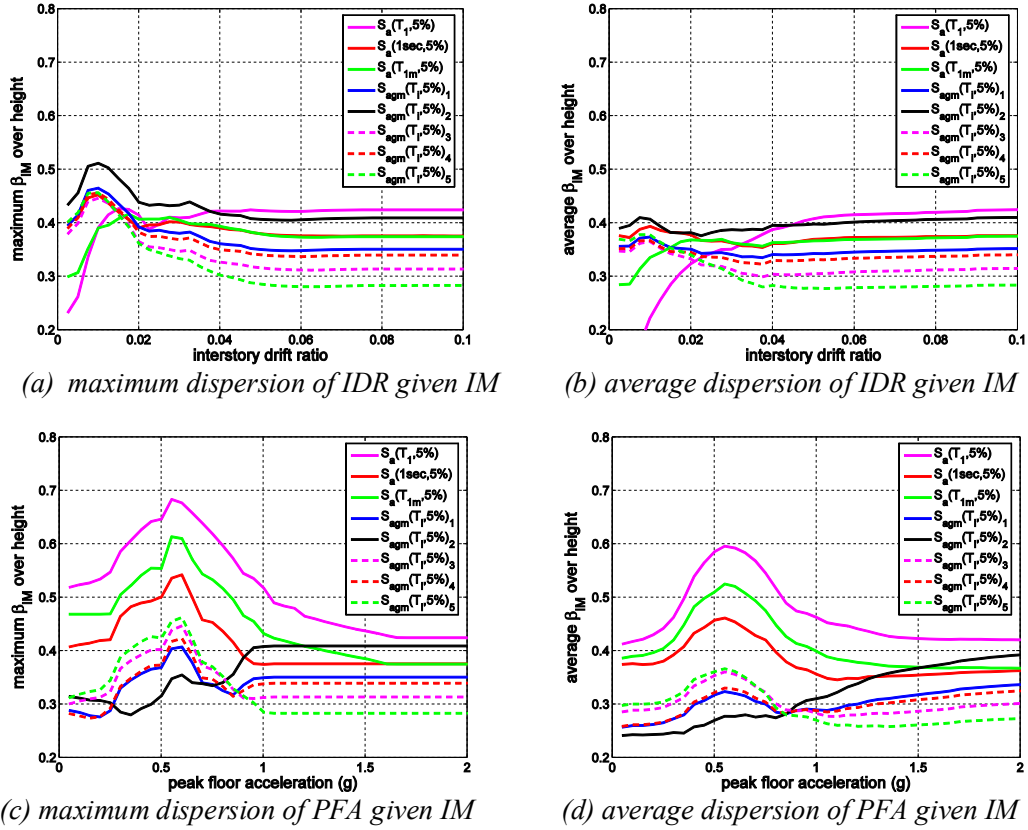 0.8
0.7
0.6
0.5
0.4
0.3
0.2
maximum β_IM over height
S_a(T_1,5%)
S_a(1sec,5%)
S_a(T_1m,5%)
S_agm(T_i,5%)_1
S_agm(T_i,5%)_2
S_agm(T_i,5%)_3
S_agm(T_i,5%)_4
S_agm(T_i,5%)_5
0 0.02 0.04 0.06 0.08 0.1
interstory drift ratio
(a) maximum dispersion of IDR given IM
0.8
0.7
0.6
0.5
0.4
0.3
0.2
average β_IM over height
S_a(T_1,5%)
S_a(1sec,5%)
S_a(T_1m,5%)
S_agm(T_i,5%)_1
S_agm(T_i,5%)_2
S_agm(T_i,5%)_3
S_agm(T_i,5%)_4
S_agm(T_i,5%)_5
0 0.02 0.04 0.06 0.08 0.1
interstory drift ratio
(b) average dispersion of IDR given IM
0.8
0.7
0.6
0.5
0.4
0.3
0.2
maximum β_IM over height
S_a(T_1,5%)
S_a(1sec,5%)
S_a(T_1m,5%)
S_agm(T_i,5%)_1
S_agm(T_i,5%)_2
S_agm(T_i,5%)_3
S_agm(T_i,5%)_4
S_agm(T_i,5%)_5
0 0.5 1 1.5 2
peak floor acceleration (g)
(c) maximum dispersion of PFA given IM
0.8
0.7
0.6
0.5
0.4
0.3
0.2
average β_IM over height
S_a(T_1,5%)
S_a(1sec,5%)
S_a(T_1m,5%)
S_agm(T_i,5%)_1
S_agm(T_i,5%)_2
S_agm(T_i,5%)_3
S_agm(T_i,5%)_4
S_agm(T_i,5%)_5
0 0.5 1 1.5 2
peak floor acceleration (g)
(d) average dispersion of PFA given IM